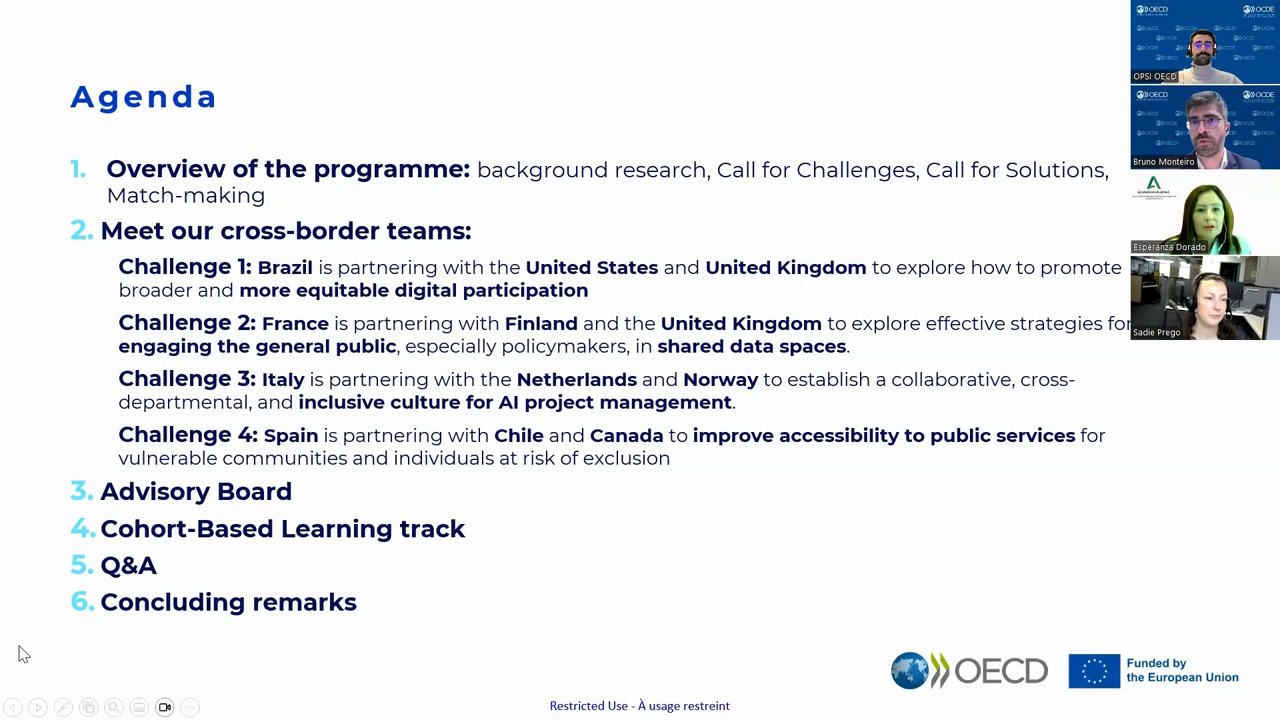 Agenda
1. Overview of the programme: background research, Call for Challenges, Call for Solutions,
Match-making
2. Meet our cross-border teams:
Challenge 1: Brazil is partnering with the United States and United Kingdom to explore how to promote
broader and more equitable digital participation
Challenge 2: France is partnering with Finland and the United Kingdom to explore effective strategies for
engaging the general public, especially policymakers, in shared data spaces.
Challenge 3: Italy is partnering with the Netherlands and Norway to establish a collaborative, cross-
departmental, and inclusive culture for AI project management.
Challenge 4: Spain is partnering with Chile and Canada to improve accessibility to public services for
vulnerable communities and individuals at risk of exclusion
3. Advisory Board
4. Cohort-Based Learning track
5. Q&A
6. Concluding remarks
OECD
Funded by
the European Union
Restricted Use - À usage restreint
OECD
OPSI OECD
OECD OCDE
Bruno Monteiro
Esperanza Dorado
Sadie Prego